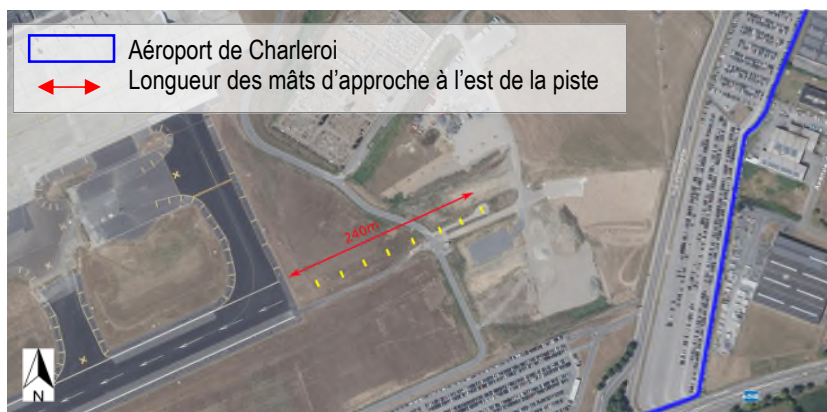 Aéroport de Charleroi
Longueur des mâts d'approche à l'est de la piste
240m
N